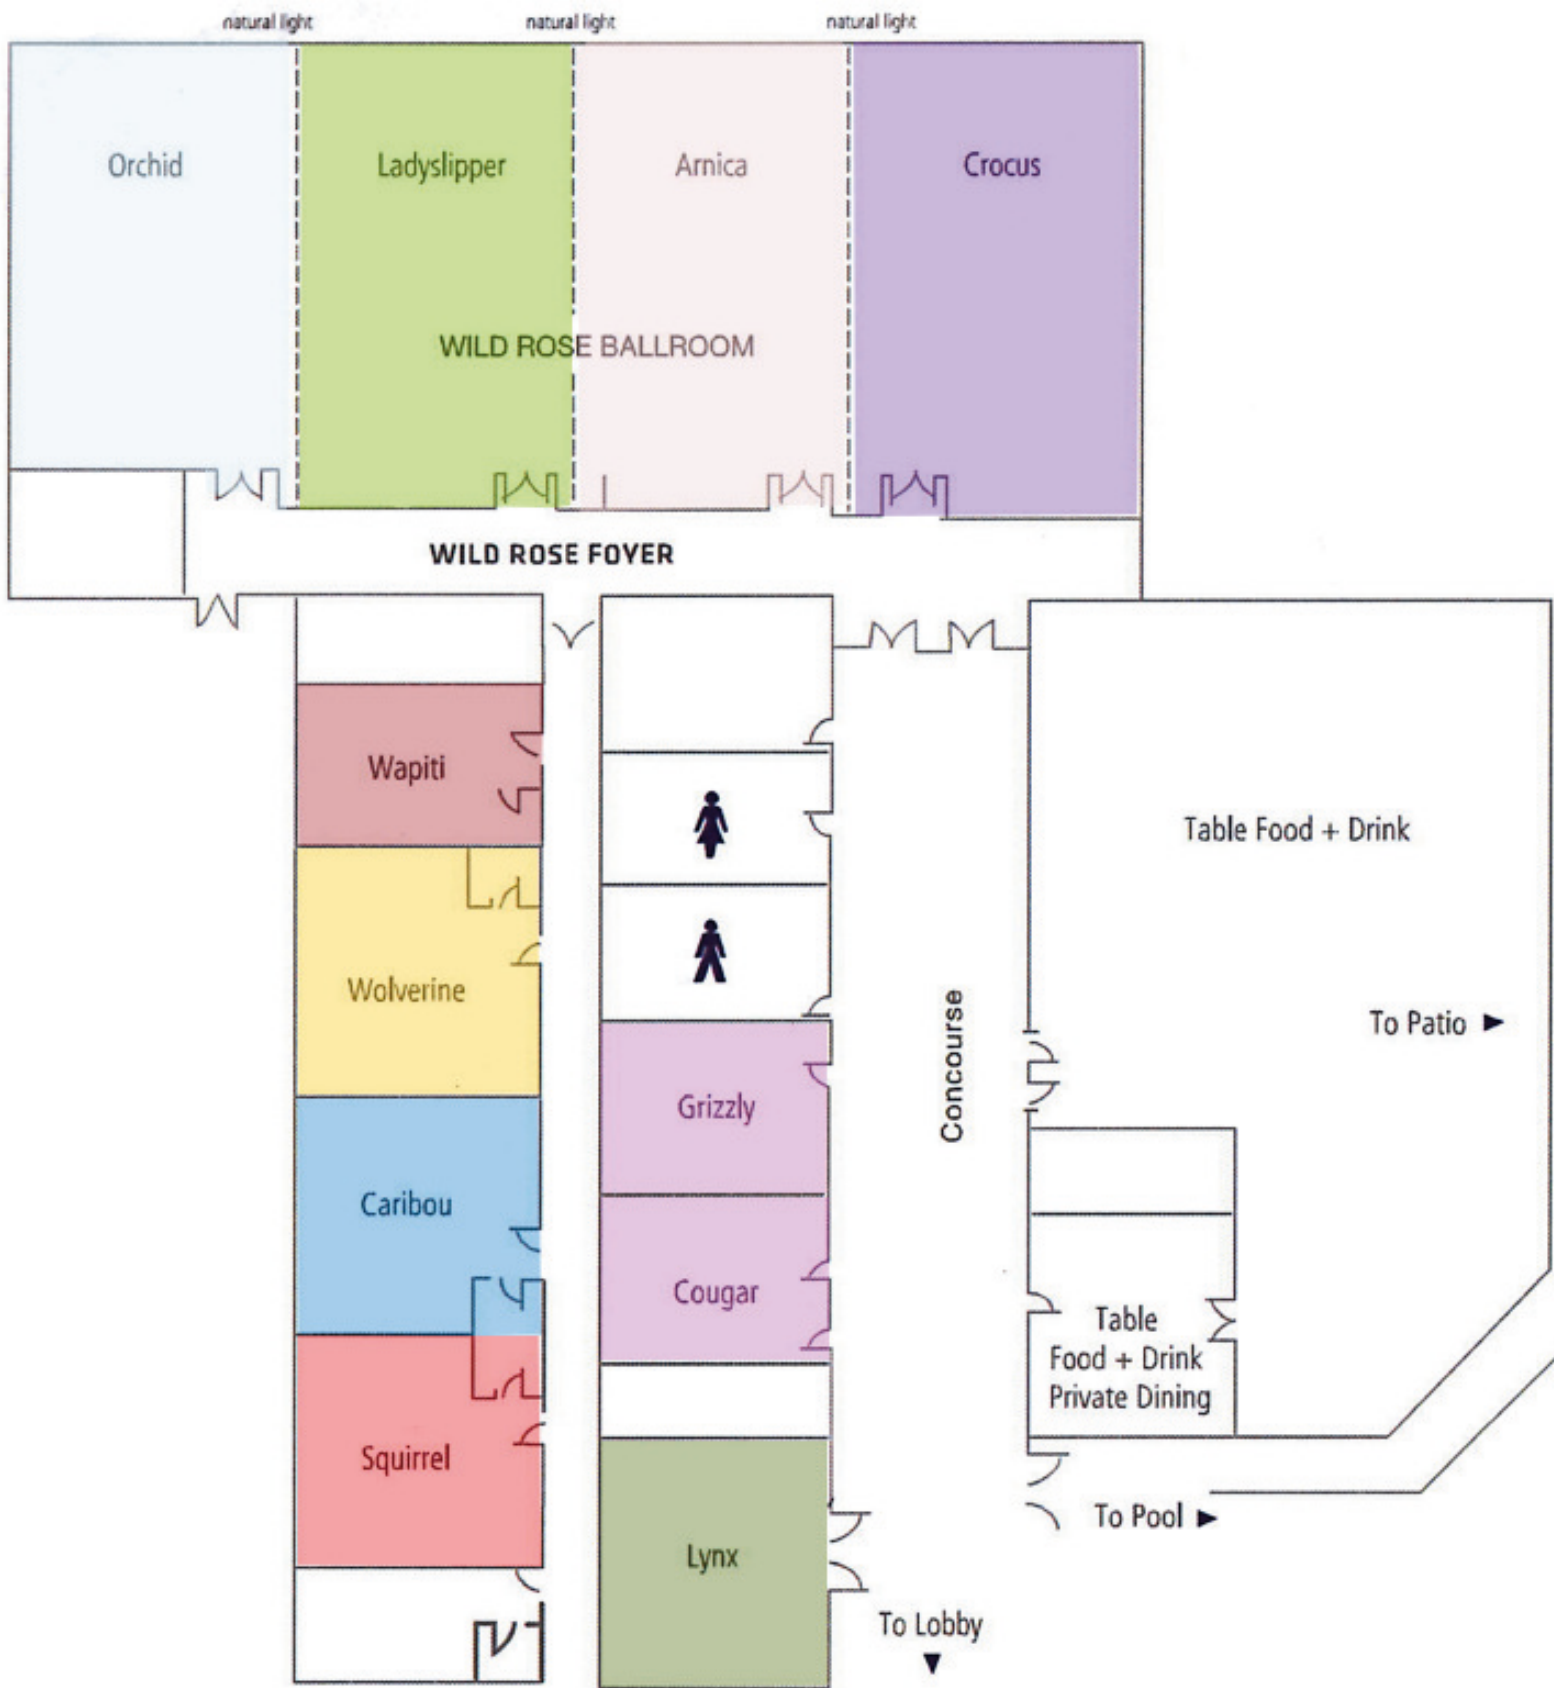 natural light
natural light
natural light
Orchid
Ladyslipper
Arnica
Crocus
WILD ROSE BALLROOM
WILD ROSE FOYER
Wapiti
Table Food + Drink
Wolverine
To Patio
Concourse
Grizzly
Caribou
Cougar
Table
Food + Drink
Private Dining
Squirrel
To Pool
Lynx
To Lobby